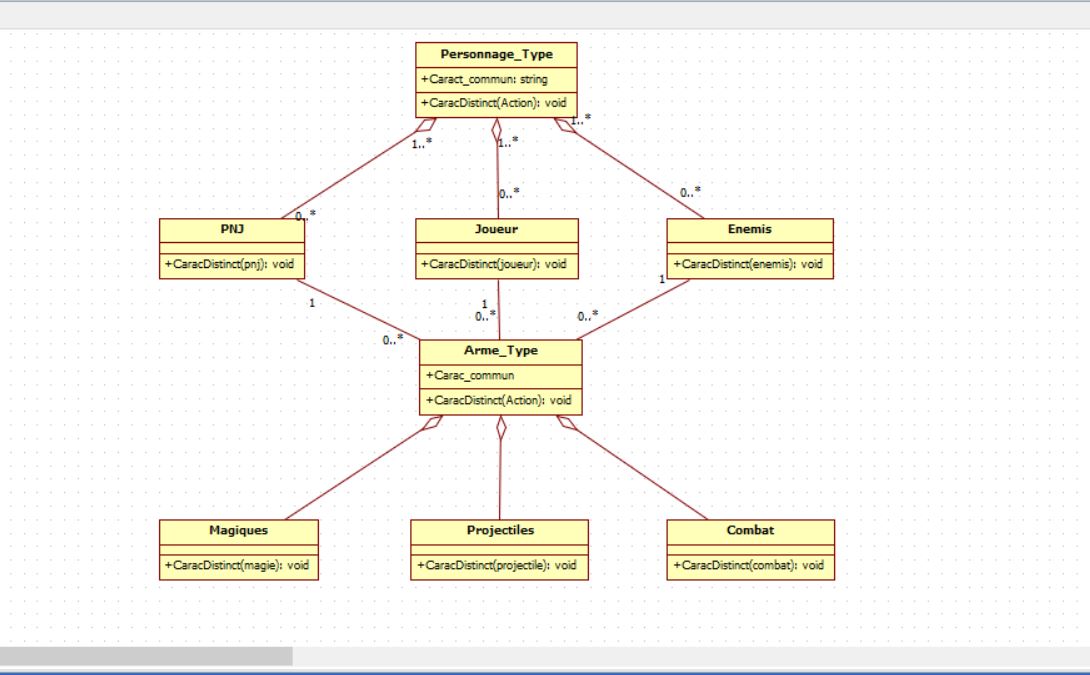 Personnage_Type
+Caract_commun: string
+CaracDistinct(Action): void
1..*
1..*
1..*
0..*
0..*
0..*
PNJ
+CaracDistinct(pnj): void
Joueur
+CaracDistinct(joueur): void
Enemis
+CaracDistinct(enemis): void
1
1
1
0..*
0..*
0..*
Arme_Type
+Carac_commun
+CaracDistinct(Action): void
Magiques
+CaracDistinct(magie): void
Projectiles
+CaracDistinct(projectile): void
Combat
+CaracDistinct(combat): void